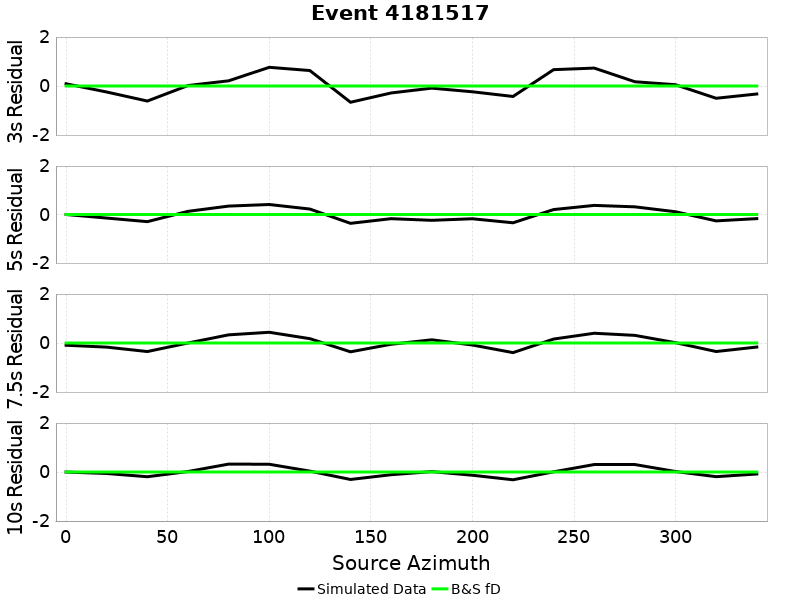 Event 4181517
3s Residual
2
0
-2
5s Residual
2
0
-2
7.5s Residual
2
0
-2
10s Residual
2
0
-2
0 50 100 150 200 250 300
Source Azimuth
Simulated Data B&S fD